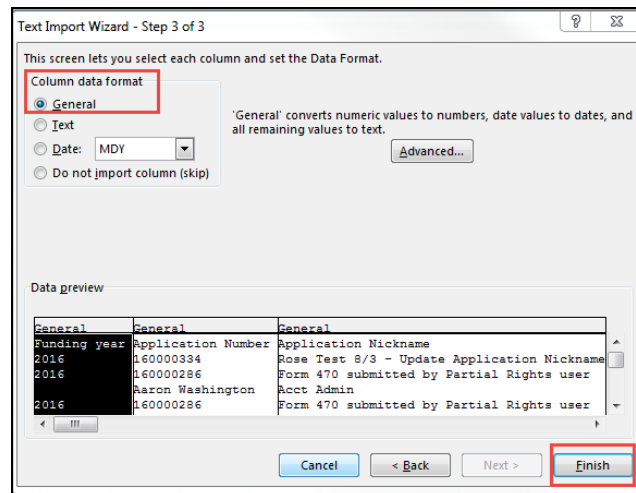 Text Import Wizard - Step 3 of 3
This screen lets you select each column and set the Data Format.
Column data format
General
Text
Date: MDY
Do not import column (skip)
'General' converts numeric values to numbers, date values to dates, and
all remaining values to text.
Advanced...
Data preview
General General General
Funding year Application Number Application Nickname
2016 160000334 Rose Test 8/3 - Update Application Nickname
2016 160000286 Form 470 submitted by Partial Rights user
Aaron Washington Acct Admin
2016 160000286 Form 470 submitted by Partial Rights user
Cancel < Back Next > Finish